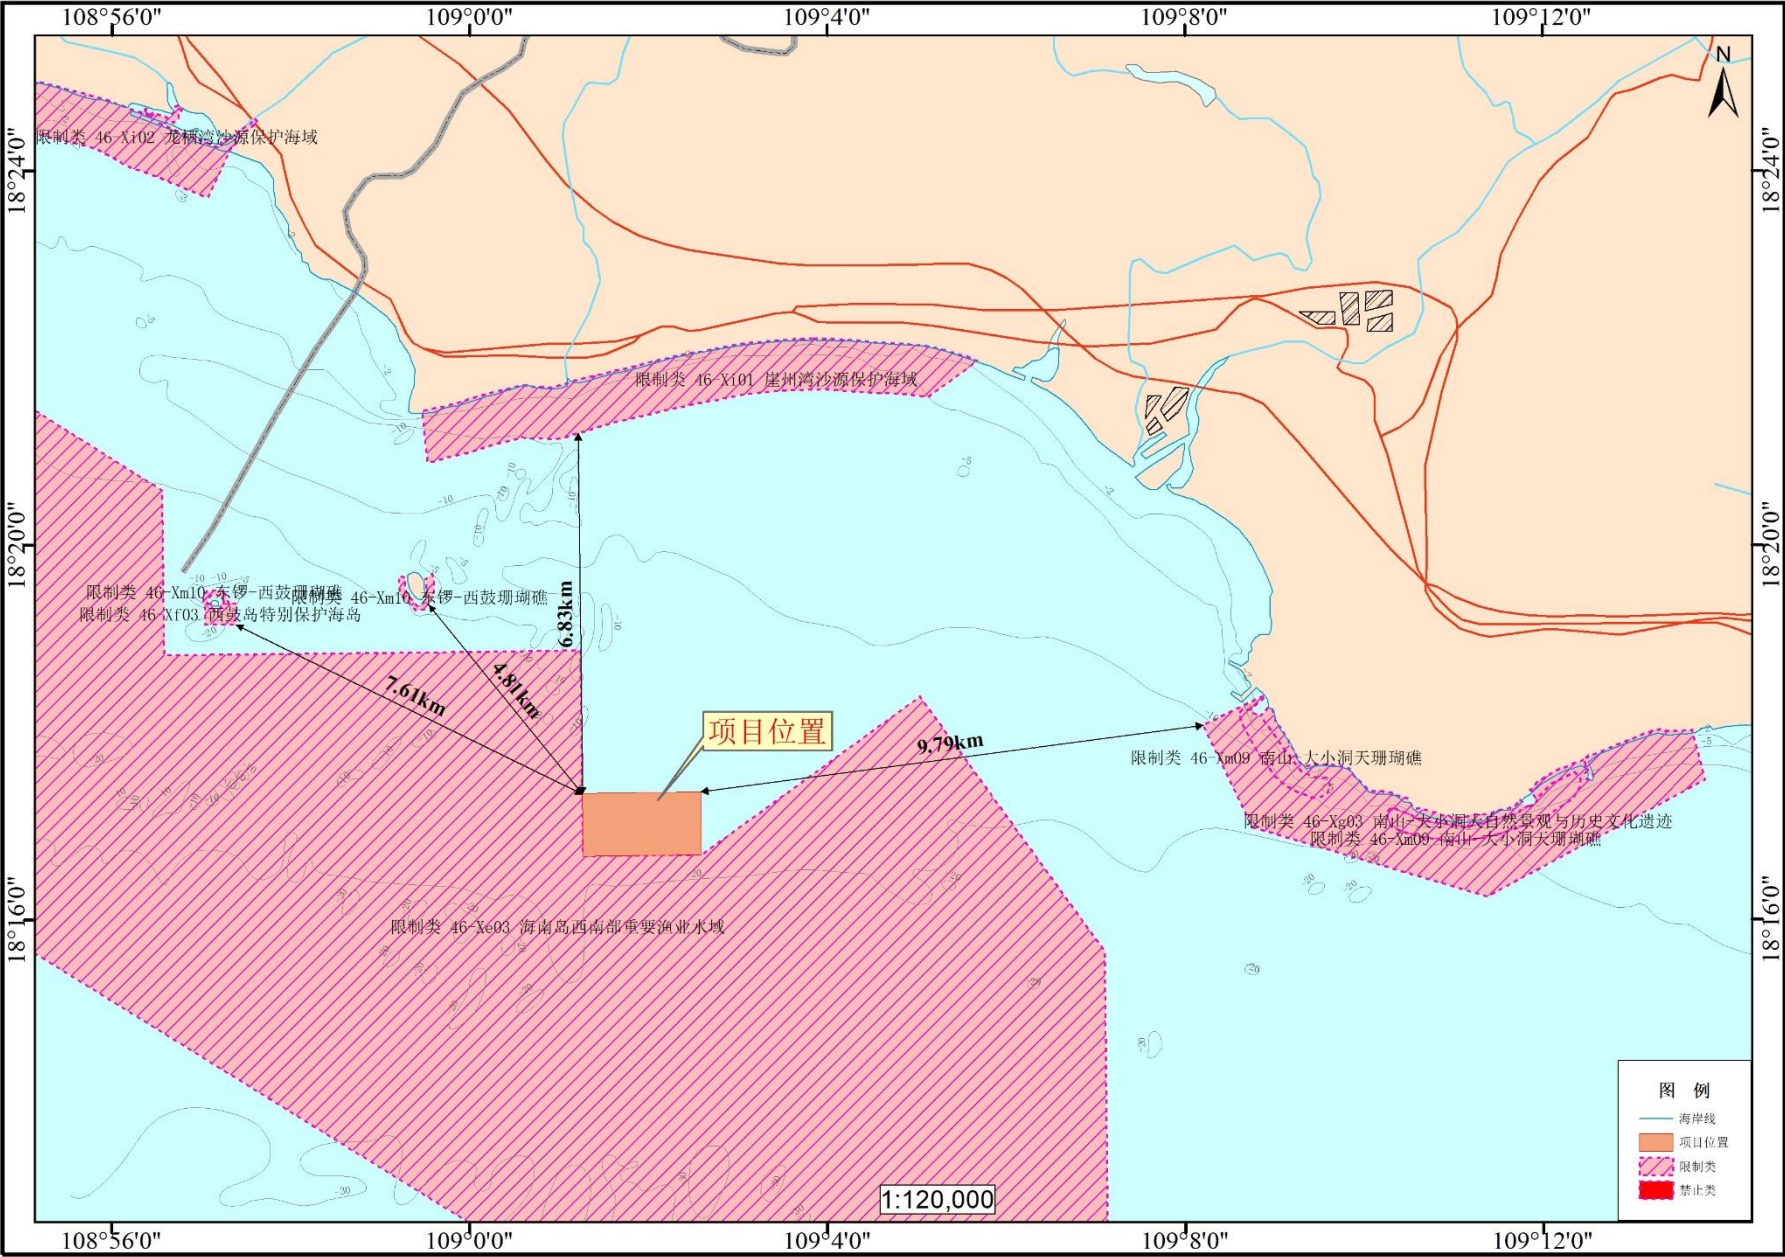 108°56'0"
109°0'0"
109°4'0"
109°8'0"
109°12'0"
N
18°24'0"
18°24'0"
限制类 46-Xi02 龙栖湾沙源保护海域
限制类 46-Xi01 崖州湾沙源保护海域
18°20'0"
18°20'0"
限制类 46-Xm10 东锣-西鼓珊瑚礁
限制类 46-Xm10 东锣-西鼓珊瑚礁
限制类 46-Xf03 西鼓岛特别保护海岛
6.83km
7.61km
4.81km
项目位置
9.79km
限制类 46-Xm09 南山-大小洞天珊瑚礁
限制类 46-Xg03 南山-大小洞天自然景观与历史文化遗迹
限制类 46-Xm09 南山-大小洞天珊瑚礁
18°16'0"
18°16'0"
限制类 46-Xe03 海南岛西南部重要渔业水域
图 例
海岸线
项目位置
限制类
禁止类
1:120,000
108°56'0"
109°0'0"
109°4'0"
109°8'0"
109°12'0"